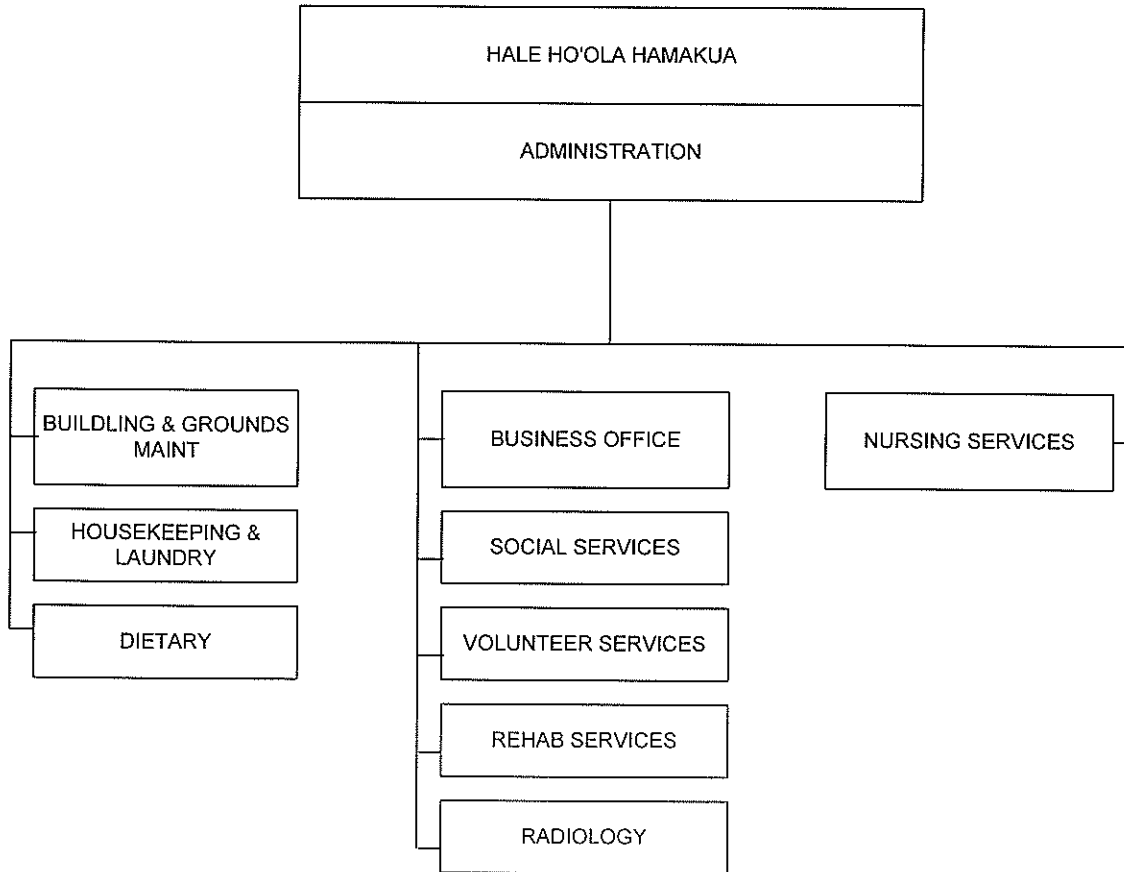 HALE HO'OLA HAMAKUA
ADMINISTRATION
BUILDLING & GROUNDS
MAINT
HOUSEKEEPING &
LAUNDRY
DIETARY
BUSINESS OFFICE
SOCIAL SERVICES
VOLUNTEER SERVICES
REHAB SERVICES
RADIOLOGY
NURSING SERVICES